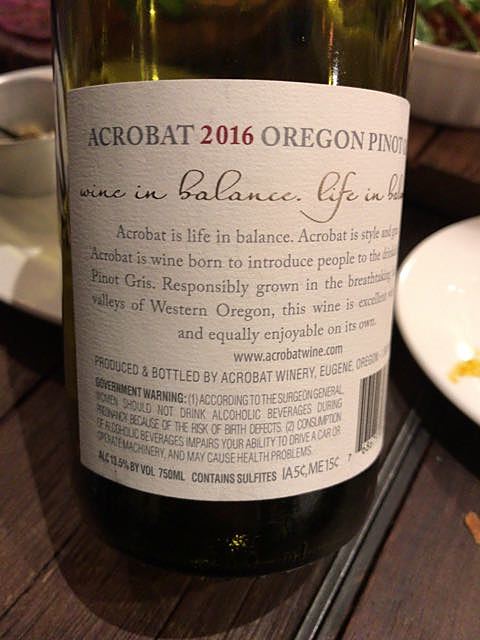 ACROBAT 2016 OREGON PINOT
wine in balance. life in
Acrobat is life in balance. Acrobat is style and
Acrobat is wine born to introduce people to the
Pinot Gris. Responsibly grown in the breathtaking
valleys of Western Oregon, this wine is excellent
and equally enjoyable on its own.
www.acrobatwine.com
PRODUCED & BOTTLED BY ACROBAT WINERY, EUGENE, OREGON
GOVERNMENT WARNING: (1) ACCORDING TO THE SURGEON GENERAL,
WOMEN SHOULD NOT DRINK ALCOHOLIC BEVERAGES DURING
PREGNANCY BECAUSE OF THE RISK OF BIRTH DEFECTS. (2) CONSUMPTION
OF ALCOHOLIC BEVERAGES IMPAIRS YOUR ABILITY TO DRIVE A CAR OR
OPERATE MACHINERY, AND MAY CAUSE HEALTH PROBLEMS.
ALC 13.5% BY VOL 750ML CONTAINS SULFITES IA5C,ME15C